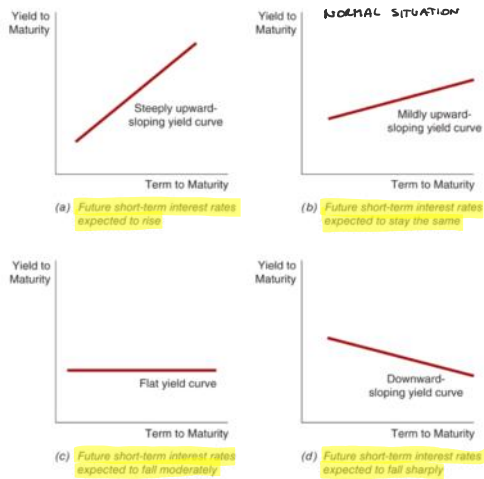 Yield to
Maturity
Steeply upward-
sloping yield curve
Term to Maturity
(a) Future short-term interest rates
expected to rise
NORMAL SITUATION
Yield to
Maturity
Mildly upward-
sloping yield curve
Term to Maturity
(b) Future short-term interest rates
expected to stay the same
Yield to
Maturity
Flat yield curve
Term to Maturity
(c) Future short-term interest rates
expected to fall moderately
Yield to
Maturity
Downward-
sloping yield curve
Term to Maturity
(d) Future short-term interest rates
expected to fall sharply